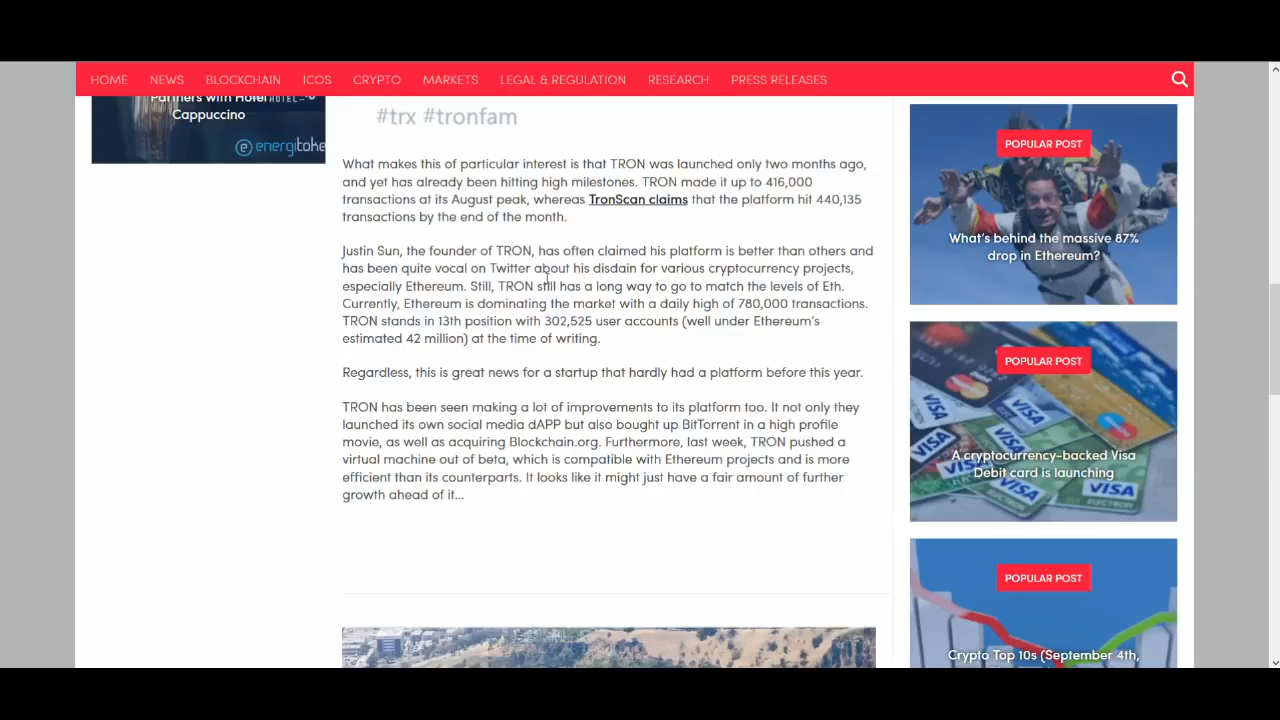 HOME NEWS BLOCKCHAIN ICOS CRYPTO MARKETS LEGAL & REGULATION RESEARCH PRESS RELEASES
Partners with Hotel
HOTEL
Cappuccino
energitoke
#trx #tronfam
What makes this of particular interest is that TRON was launched only two months ago,
and yet has already been hitting high milestones. TRON made it up to 416,000
transactions at its August peak, whereas TronScan claims that the platform hit 440,135
transactions by the end of the month.
Justin Sun, the founder of TRON, has often claimed his platform is better than others and
has been quite vocal on Twitter about his disdain for various cryptocurrency projects,
especially Ethereum. Still, TRON still has a long way to go to match the levels of Eth.
Currently, Ethereum is dominating the market with a daily high of 780,000 transactions.
TRON stands in 13th position with 302,525 user accounts (well under Ethereum's
estimated 42 million) at the time of writing.
Regardless, this is great news for a startup that hardly had a platform before this year.
TRON has been seen making a lot of improvements to its platform too. It not only they
launched its own social media dAPP but also bought up BitTorrent in a high profile
movie, as well as acquiring Blockchain.org. Furthermore, last week, TRON pushed a
virtual machine out of beta, which is compatible with Ethereum projects and is more
efficient than its counterparts. It looks like it might just have a fair amount of further
growth ahead of it...
POPULAR POST
What's behind the massive 87%
drop in Ethereum?
POPULAR POST
MasterCard
VISA
VISA
VISA
VISA
VISA
ELECTRON
A cryptocurrency-backed Visa
Debit card is launching
POPULAR POST
Crypto Top 10s (September 4th,